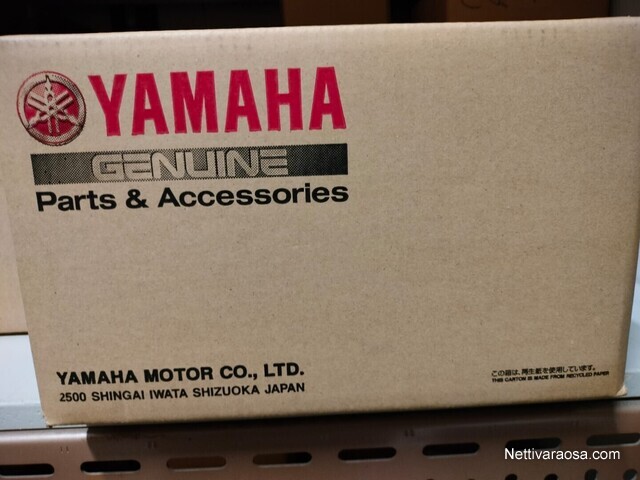 YAMAHA
GENUINE
Parts & Accessories
YAMAHA MOTOR CO., LTD.
2500 SHINGAI IWATA SHIZUOKA JAPAN
この箱は、再生紙を使用しています。
THIS CARTON IS MADE FROM RECYCLED PAPER
Nettivaraosa.com